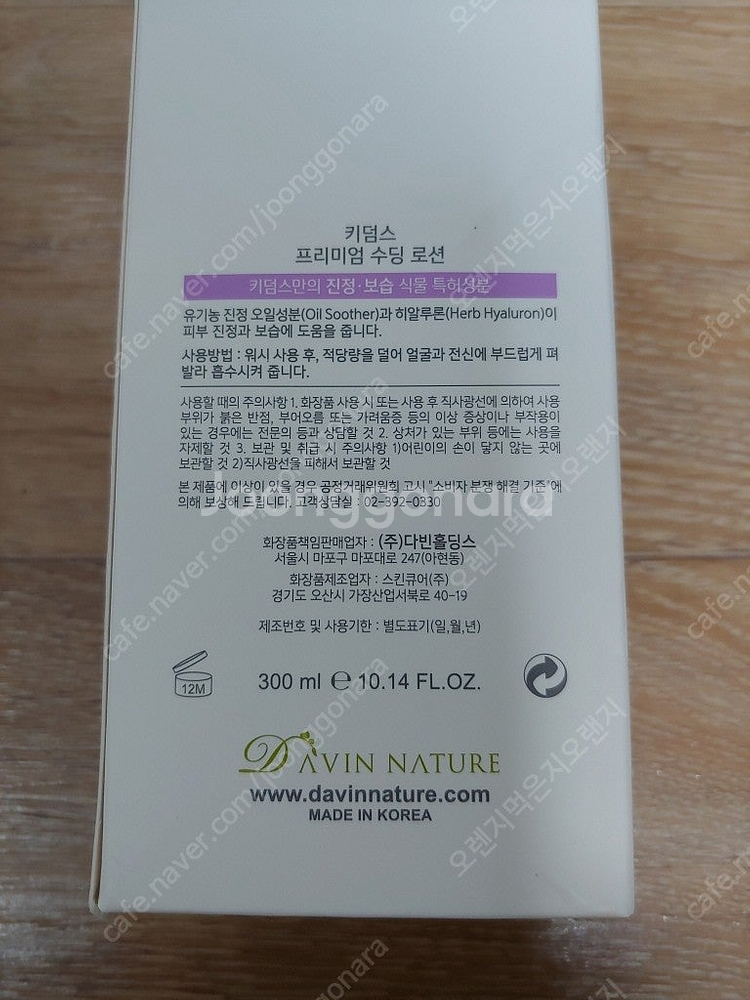 키덤스
프리미엄 수딩 로션
키덤스만의 진정·보습 식물 특허성분
유기농 진정 오일성분(Oil Soother)과 히알루론(Herb Hyaluron)이
피부 진정과 보습에 도움을 줍니다.
사용방법 : 워시 사용 후, 적당량을 덜어 얼굴과 전신에 부드럽게 펴
발라 흡수시켜 줍니다.
사용할 때의 주의사항 1. 화장품 사용 시 또는 사용 후 직사광선에 의하여 사용
부위가 붉은 반점, 부어오름 또는 가려움증 등의 이상 증상이나 부작용이
있는 경우에는 전문의 등과 상담할 것 2. 상처가 있는 부위 등에는 사용을
자제할 것 3. 보관 및 취급 시 주의사항 1)어린이의 손이 닿지 않는 곳에
보관할 것 2)직사광선을 피해서 보관할 것
본 제품에 이상이 있을 경우 공정거래위원회 고시 "소비자 분쟁 해결 기준"에
의해 보상해 드립니다. 고객상담실 : 02-392-0330
Joonggonara
화장품책임판매업자 : (주)다빈홀딩스
서울시 마포구 마포대로 247(아현동)
화장품제조업자 : 스킨큐어(주)
경기도 오산시 가장산업서북로 40-19
제조번호 및 사용기한 : 별도표기(일,월,년)
12M
300 ml ℮ 10.14 FL.OZ.
DAVIN NATURE
www.davinnature.com
MADE IN KOREA
cafe.naver.com/joonggonara
오렌지먹은지오렌지